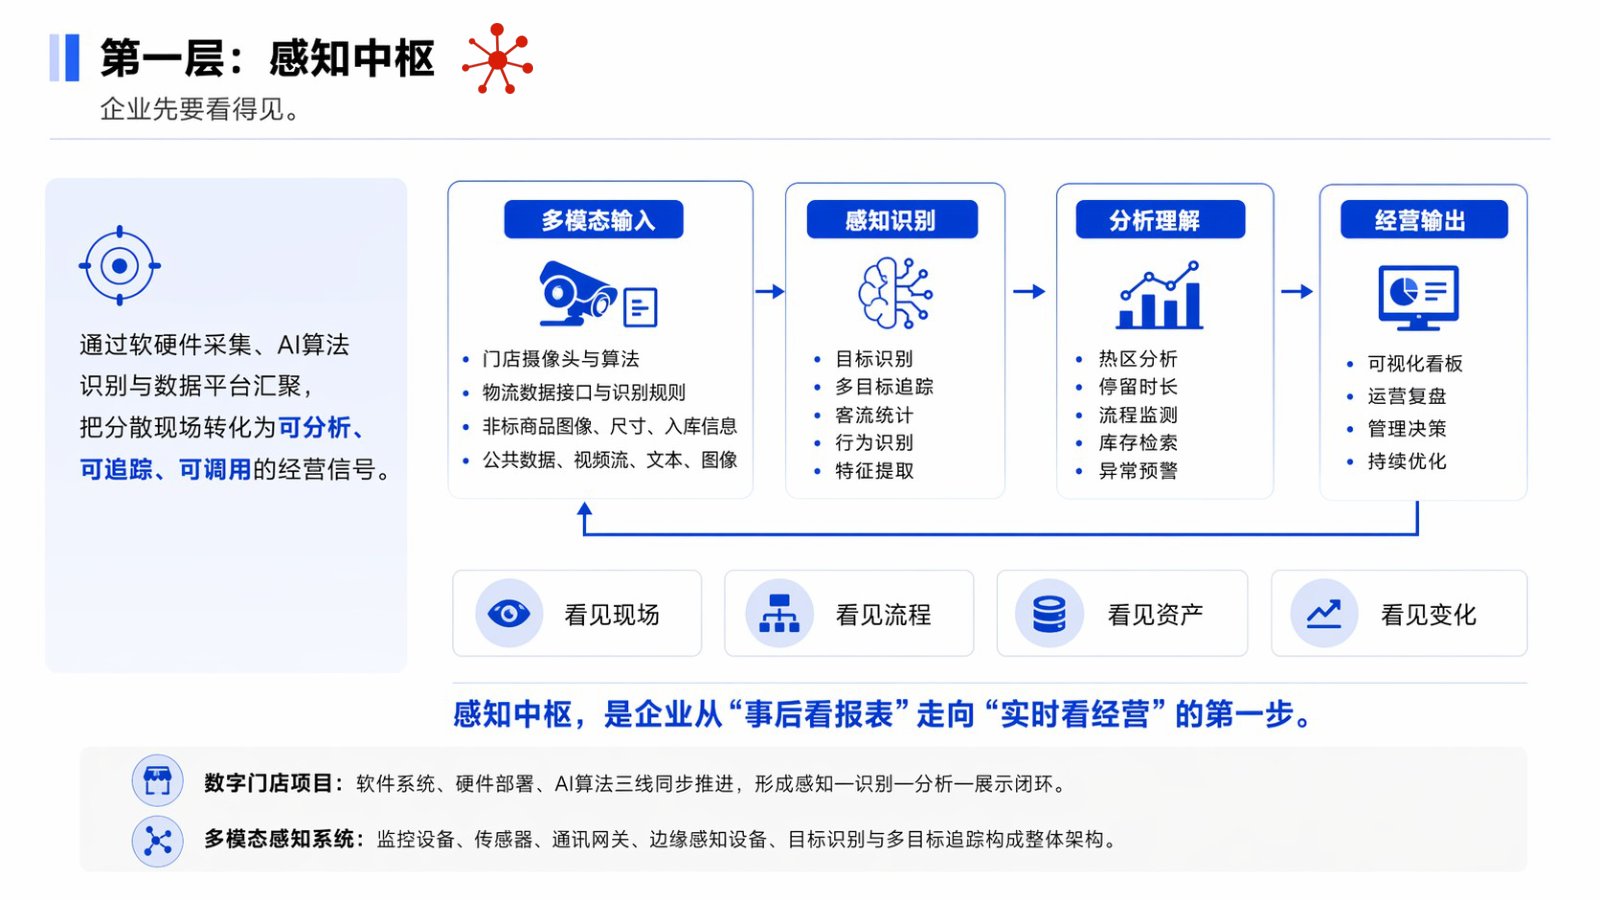 第一层：感知中枢
企业先要看得见。
通过软硬件采集、AI算法
识别与数据平台汇聚，
把分散现场转化为可分析、
可追踪、可调用的经营信号。
多模态输入
门店摄像头与算法
物流数据接口与识别规则
非标商品图像、尺寸、入库信息
公共数据、视频流、文本、图像
感知识别
目标识别
多目标追踪
客流统计
行为识别
特征提取
分析理解
热区分析
停留时长
流程监测
库存检索
异常预警
经营输出
可视化看板
运营复盘
管理决策
持续优化
看见现场
看见流程
看见资产
看见变化
感知中枢，是企业从“事后看报表”走向“实时看经营”的第一步。
数字门店项目：软件系统、硬件部署、AI算法三线同步推进，形成感知—识别—分析—展示闭环。
多模态感知系统：监控设备、传感器、通讯网关、边缘感知设备、目标识别与多目标追踪构成整体架构。